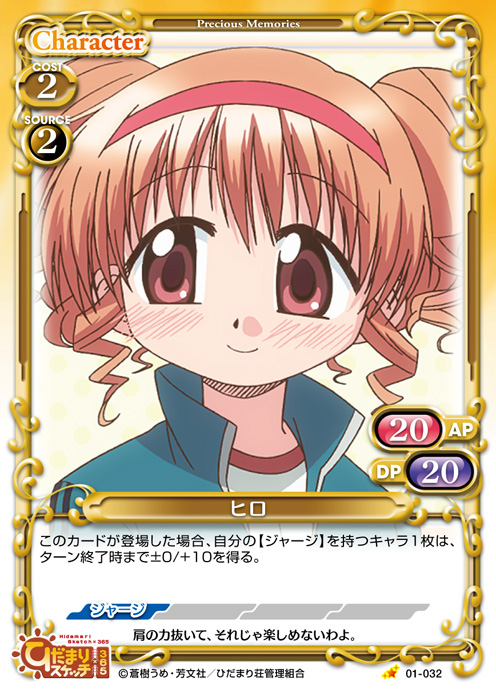 Precious Memories
Character
COST
2
SOURCE
2
20 AP
DP 20
ヒロ
このカードが登場した場合、自分の【ジャージ】を持つキャラ1枚は、
ターン終了時まで±0/+10を得る。
ジャージ
肩の力抜いて、それじゃ楽しめないわよ。
Hidamari
Sketch×365
ひだまり
スケッチ
×365
©蒼樹うめ・芳文社／ひだまり荘管理組合
01-032